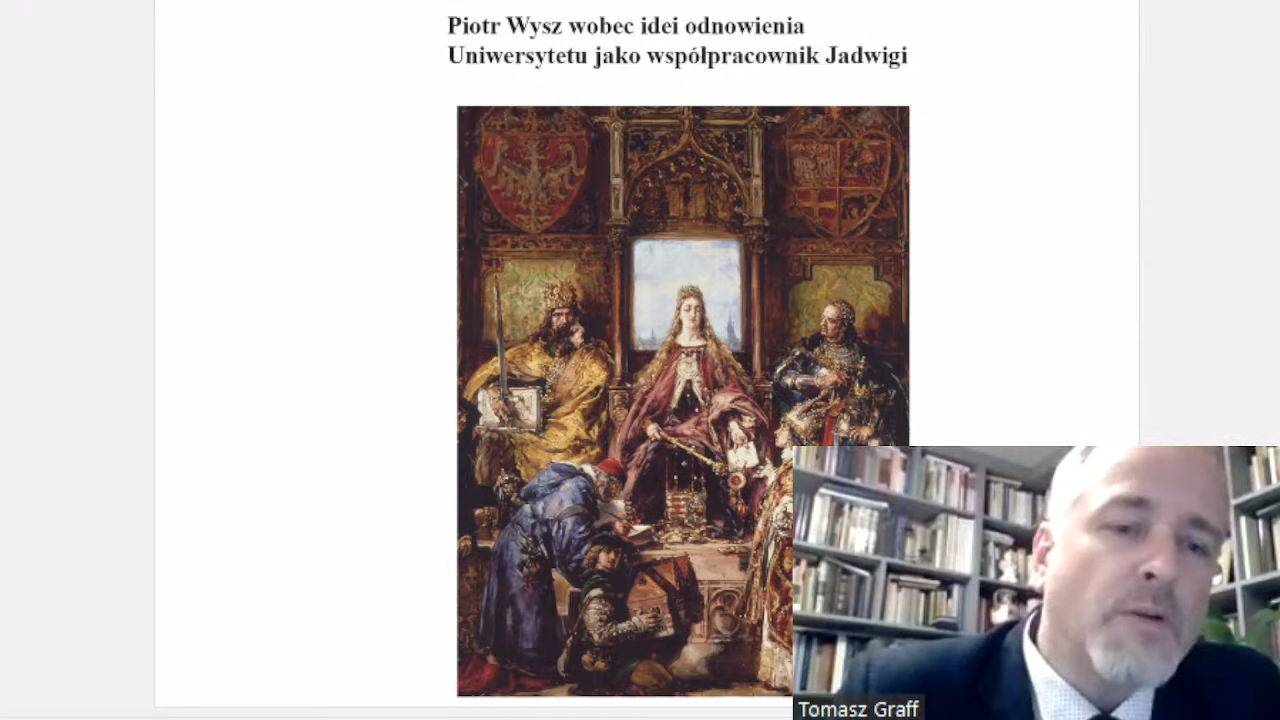 Piotr Wysz wobec idei odnowienia
Uniwersytetu jako współpracownik Jadwigi
Tomasz Graff